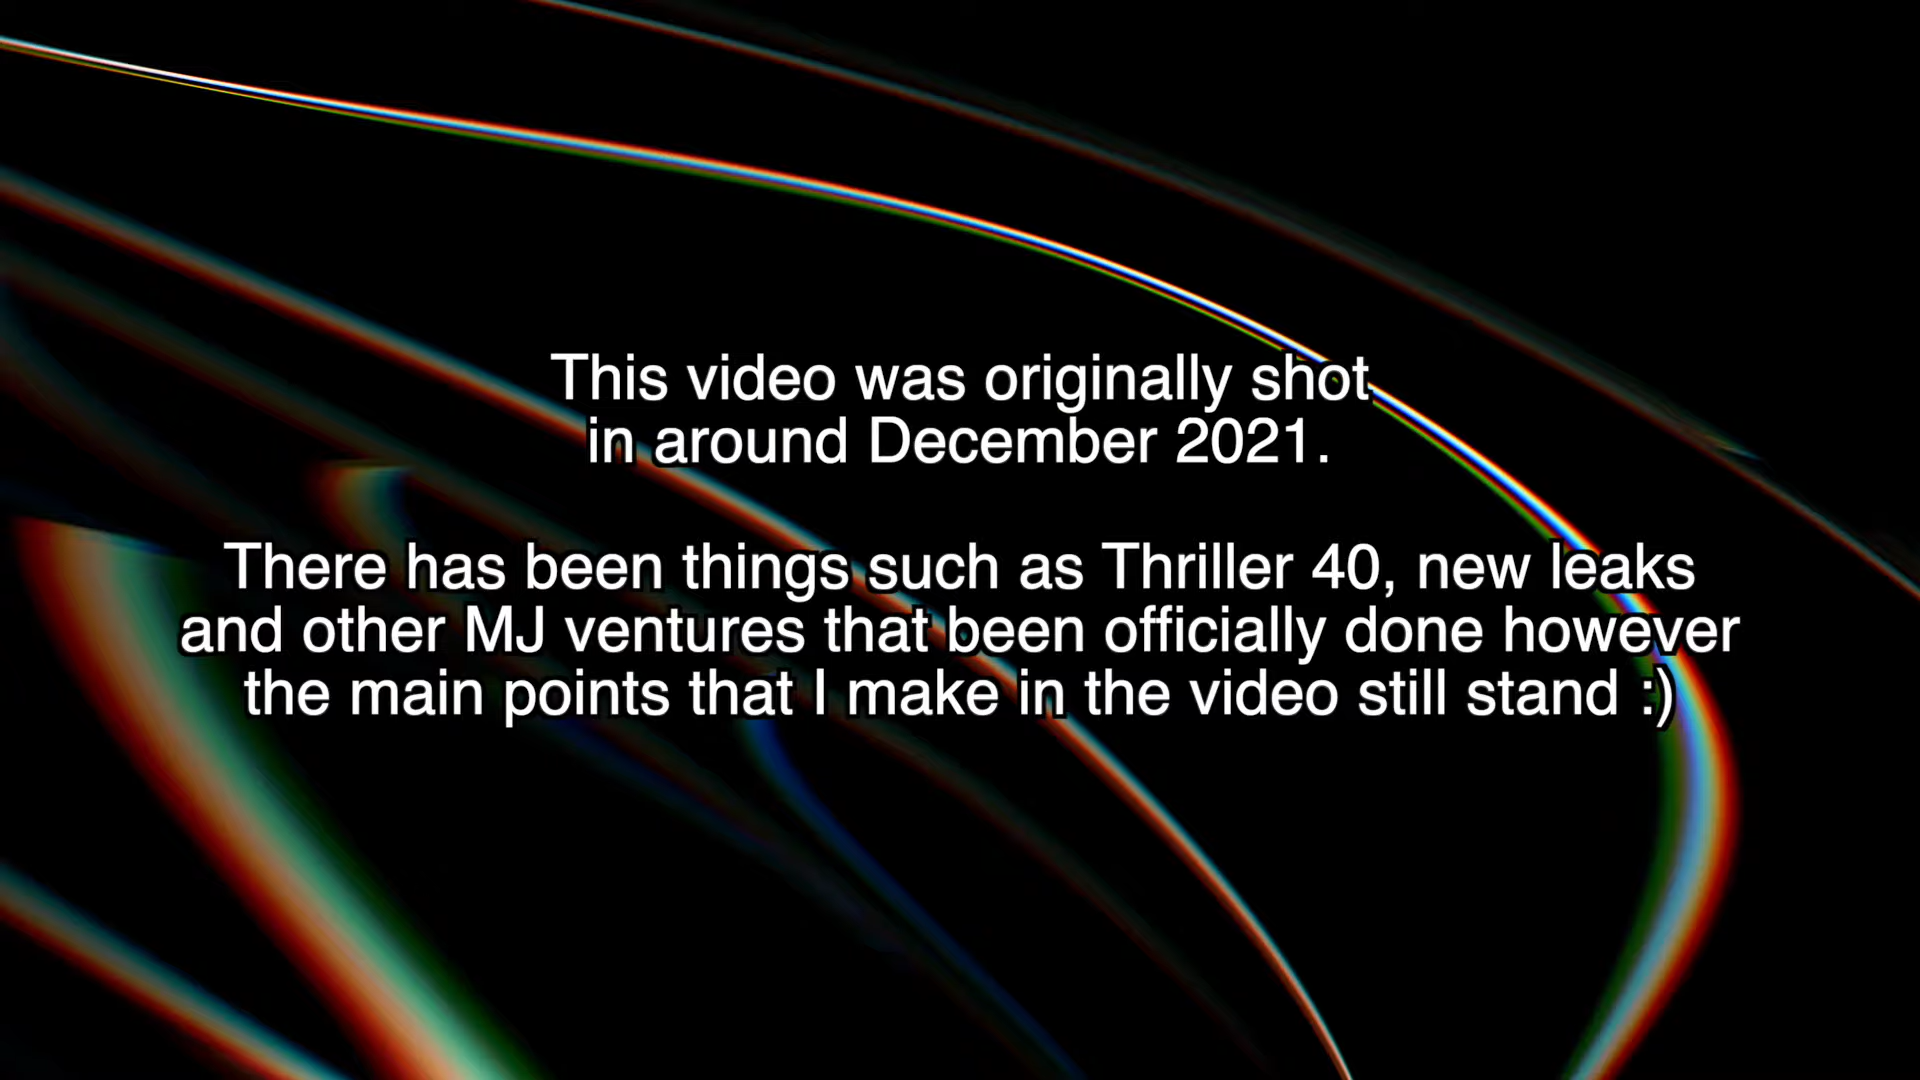 This video was originally shot
in around December 2021.
There has been things such as Thriller 40, new leaks
and other MJ ventures that been officially done however
the main points that I make in the video still stand :)